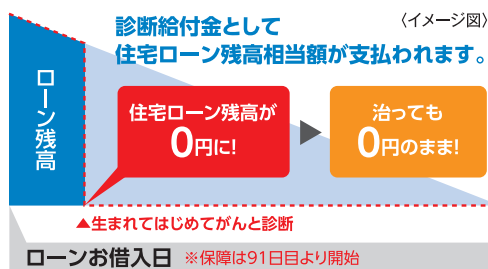 診断給付金として
住宅ローン残高相当額が支払われます。
〈イメージ図〉
ローン残高
住宅ローン残高が
0円に!
▶
治っても
0円のまま!
▲生まれてはじめてがんと診断
ローンお借入日 ※保障は91日目より開始